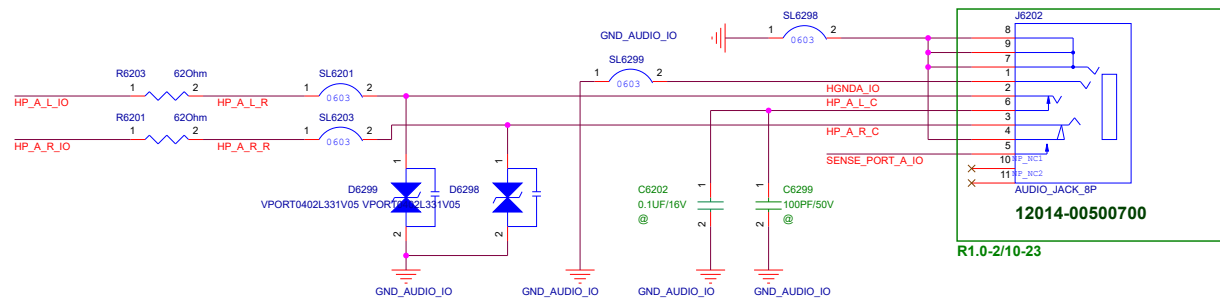 SL6298
1 2
0603
GND_AUDIO_IO
J6202
8
9
7
1
2
6
3
4
5
10
11
NP_NC1
NP_NC2
AUDIO_JACK_8P
12014-00500700
R1.0-2/10-23
SL6299
1 2
0603
R6203 62Ohm
1 2
HP_A_L_IO
HP_A_L_R
SL6201
1 2
0603
HGNDA_IO
HP_A_L_C
R6201 62Ohm
1 2
HP_A_R_IO
HP_A_R_R
SL6203
1 2
0603
HP_A_R_C
SENSE_PORT_A_IO
1
D6299
VPORT0402L331V05
2
1
D6298
VPORT0402L331V05
2
1
C6202
0.1UF/16V
@
2
1
C6299
100PF/50V
@
2
GND_AUDIO_IO
GND_AUDIO_IO
GND_AUDIO_IO
GND_AUDIO_IO